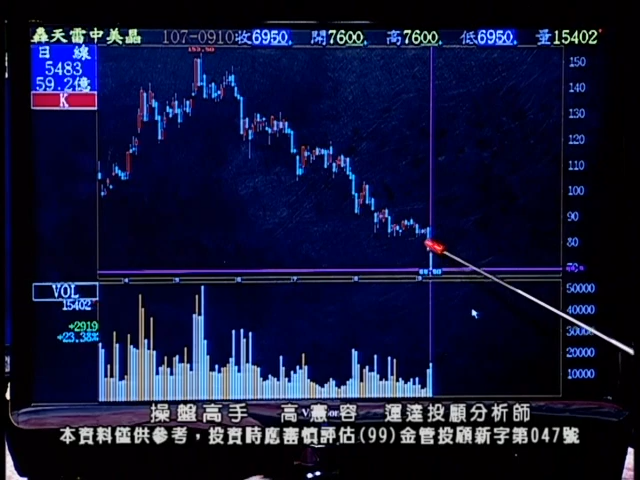 轟天雷中美晶 107-0910收6950. 開7600. 高7600. 低6950. 量15402
日 線
5483
59.2億
K
150
140
130
120
110
100
90
80
VOL
15402
+2919
+23.38%
50000
40000
30000
20000
10000
操盤高手 高憲容 運達投顧分析師
本資料僅供參考，投資時應審慎評估(99)金管投顧新字第047號